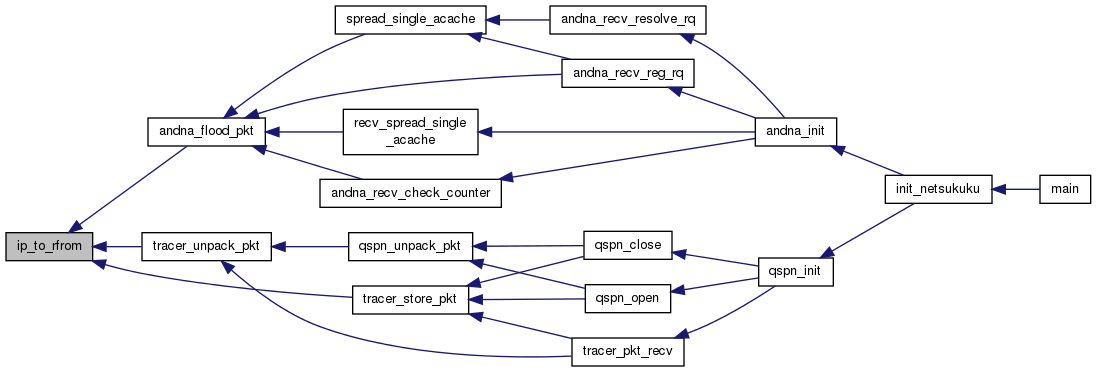 spread_single_acache
andna_recv_resolve_rq
andna_recv_reg_rq
andna_flood_pkt
recv_spread_single
_acache
andna_init
andna_recv_check_counter
init_netsukuku
main
ip_to_rfrom
tracer_unpack_pkt
qspn_unpack_pkt
qspn_close
qspn_init
tracer_store_pkt
qspn_open
tracer_pkt_recv